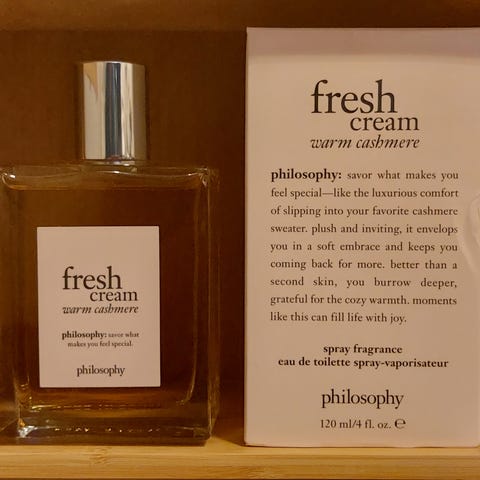 fresh
cream
warm cashmere
philosophy: savor what
makes you feel special.
philosophy
fresh
cream
warm cashmere
philosophy: savor what makes you
feel special—like the luxurious comfort
of slipping into your favorite cashmere
sweater. plush and inviting, it envelops
you in a soft embrace and keeps you
coming back for more. better than a
second skin, you burrow deeper,
grateful for the cozy warmth. moments
like this can fill life with joy.
spray fragrance
eau de toilette spray-vaporisateur
philosophy
120 ml/4 fl. oz. ℮